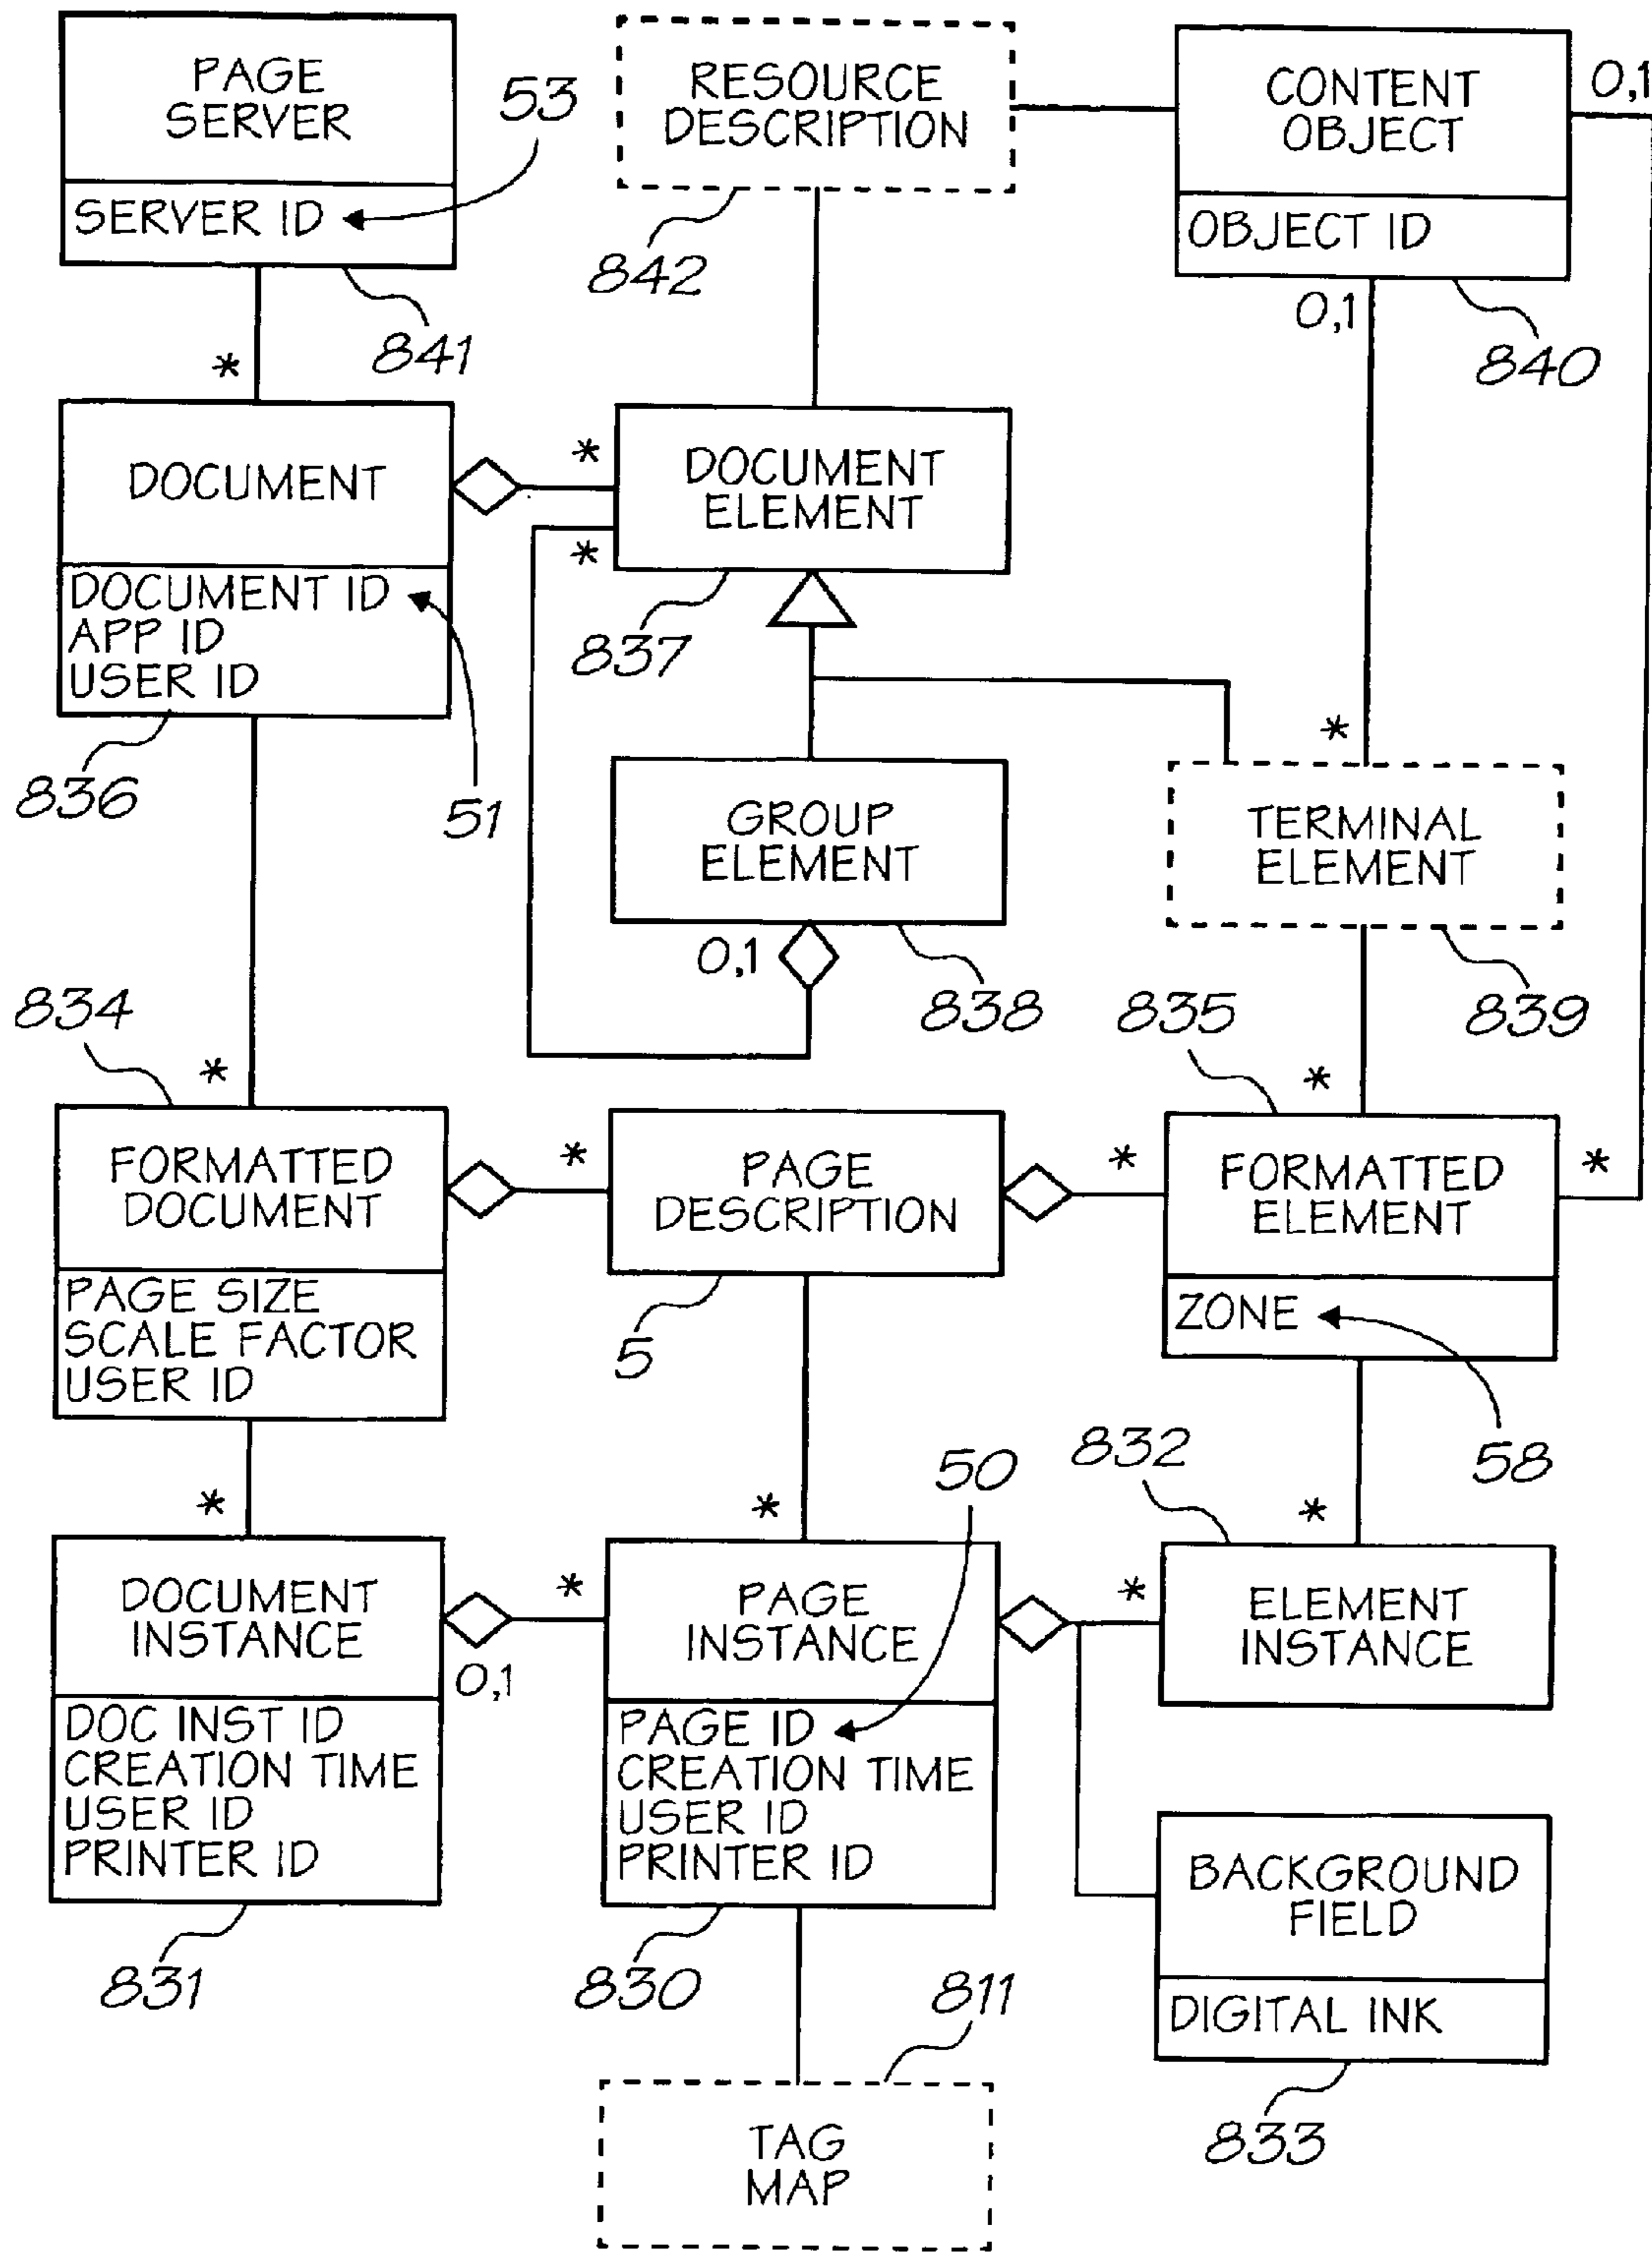 PAGE
SERVER
SERVER ID
53
841
RESOURCE
DESCRIPTION
842
CONTENT
OBJECT
OBJECT ID
0,1
0,1
840
*
DOCUMENT
DOCUMENT ID
APP ID
USER ID
836
51
*
*
DOCUMENT
ELEMENT
837
GROUP
ELEMENT
0,1
838
*
TERMINAL
ELEMENT
839
834
*
FORMATTED
DOCUMENT
PAGE SIZE
SCALE FACTOR
USER ID
*
PAGE
DESCRIPTION
5
835
*
*
FORMATTED
ELEMENT
*
ZONE
58
*
DOCUMENT
INSTANCE
0,1
DOC INST ID
CREATION TIME
USER ID
PRINTER ID
831
*
*
50
PAGE
INSTANCE
PAGE ID
CREATION TIME
USER ID
PRINTER ID
830
832
*
*
ELEMENT
INSTANCE
BACKGROUND
FIELD
DIGITAL INK
833
811
TAG
MAP